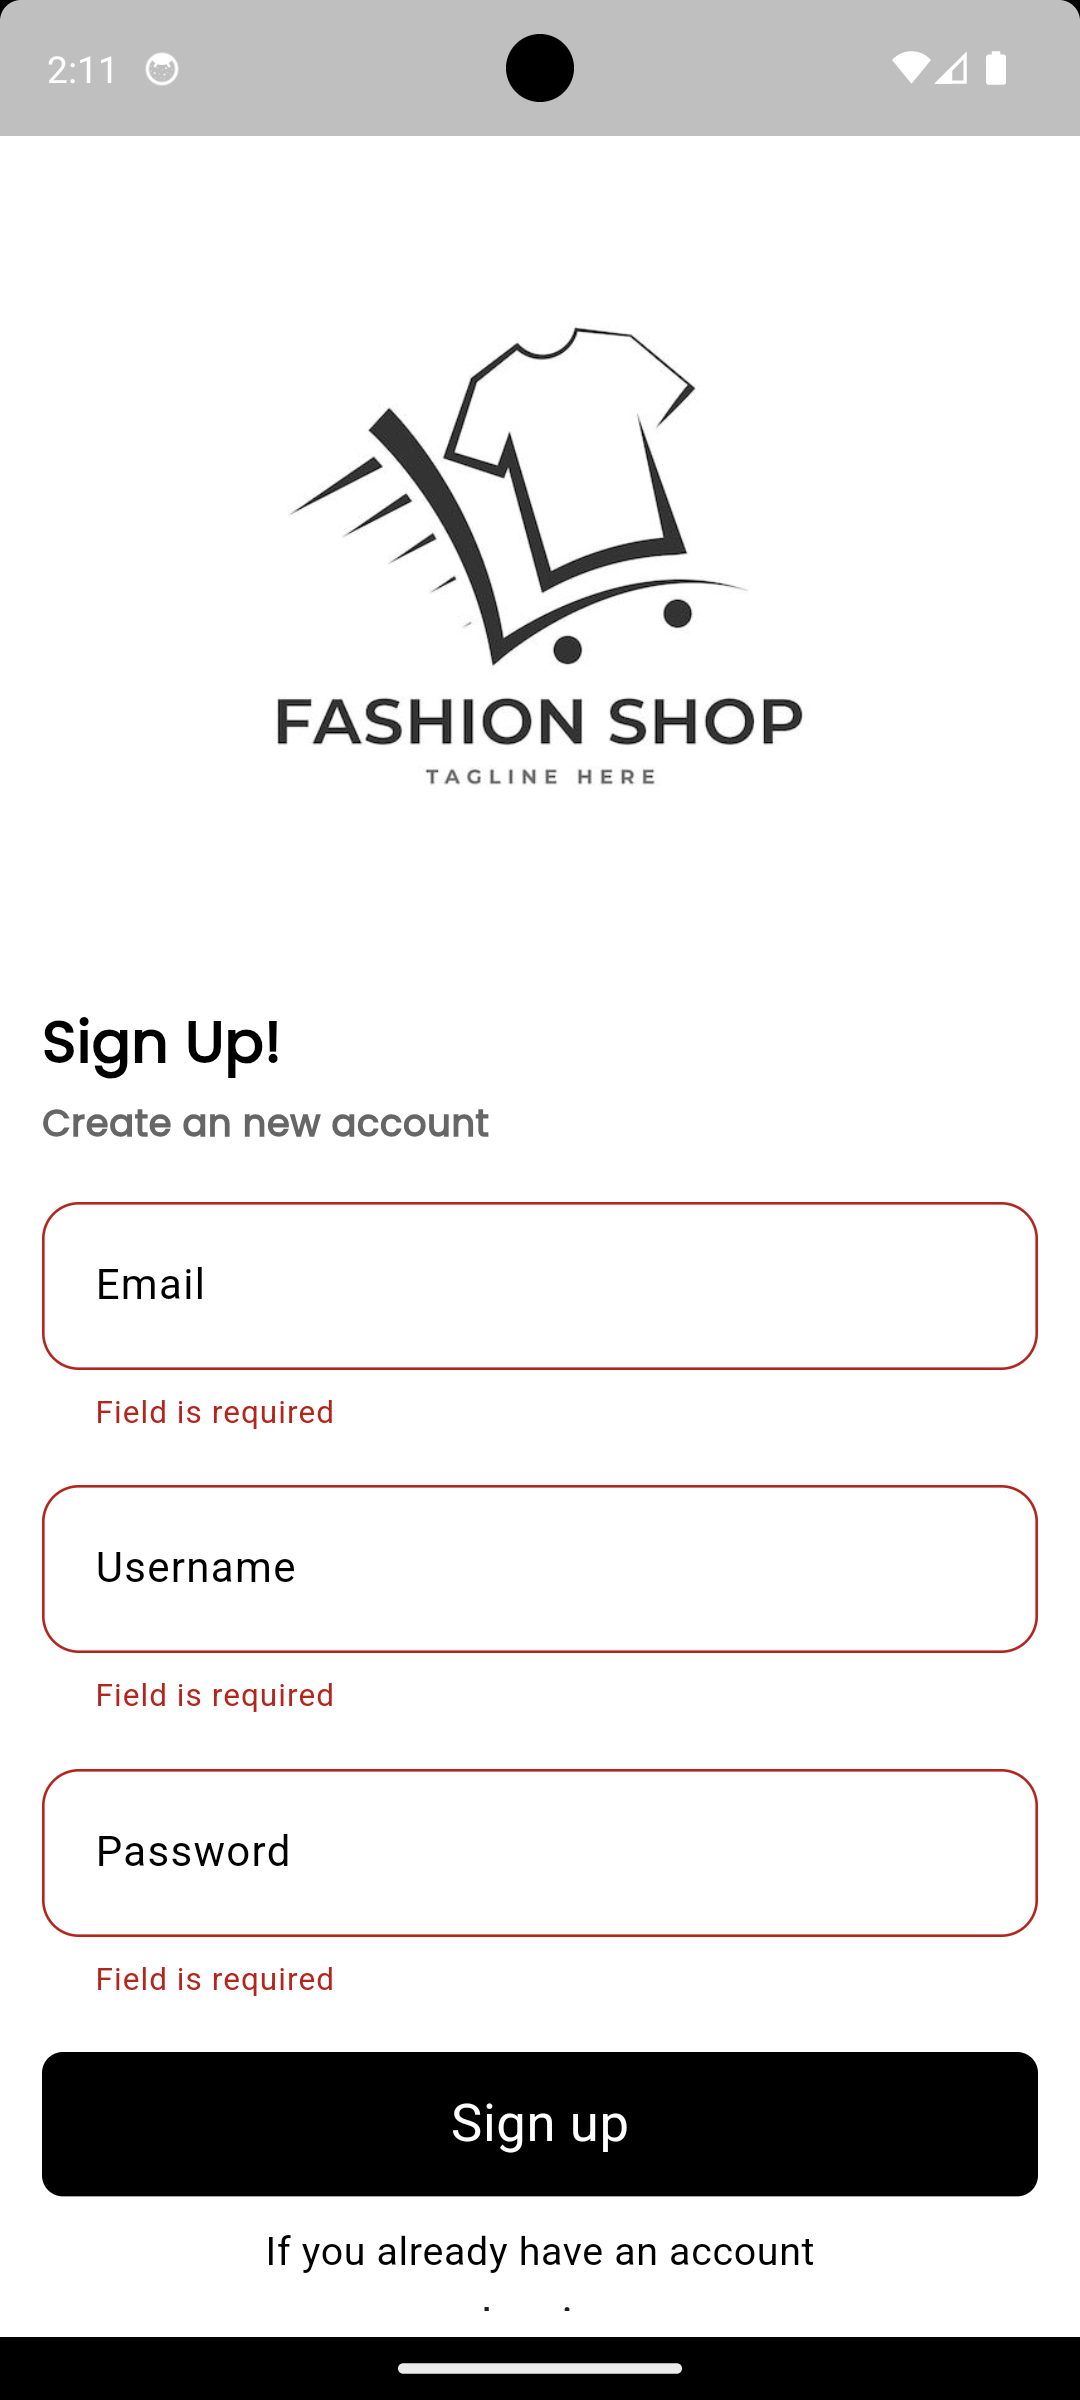 2:11
FASHION SHOP
TAGLINE HERE
Sign Up!
Create an new account
Email
Field is required
Username
Field is required
Password
Field is required
Sign up
If you already have an account